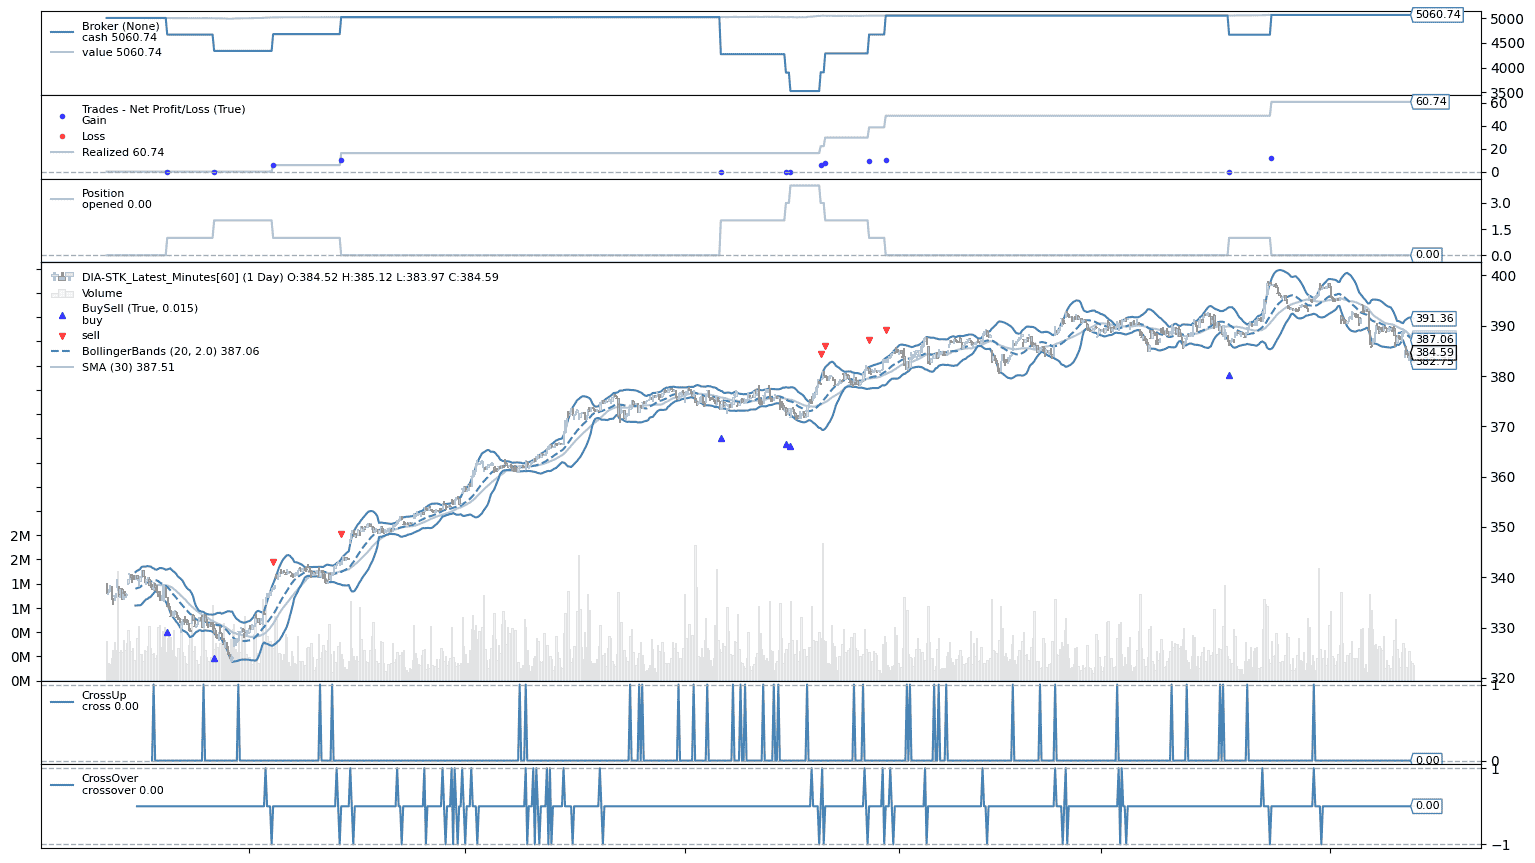 Broker (None)
cash 5060.74
value 5060.74
5060.74
5000
4500
4000
3500
Trades - Net Profit/Loss (True)
Gain
Loss
Realized 60.74
60.74
60
40
20
0
Position
opened 0.00
3.0
1.5
0.0
0.00
DIA-STK_Latest_Minutes[60] (1 Day) O:384.52 H:385.12 L:383.97 C:384.59
Volume
BuySell (True, 0.015)
buy
sell
BollingerBands (20, 2.0) 387.06
SMA (30) 387.51
400
390
380
370
360
350
340
330
320
391.36
387.06
384.59
382.75
2M
2M
1M
1M
0M
0M
0M
CrossUp
cross 0.00
1
0
0.00
CrossOver
crossover 0.00
1
0.00
−1